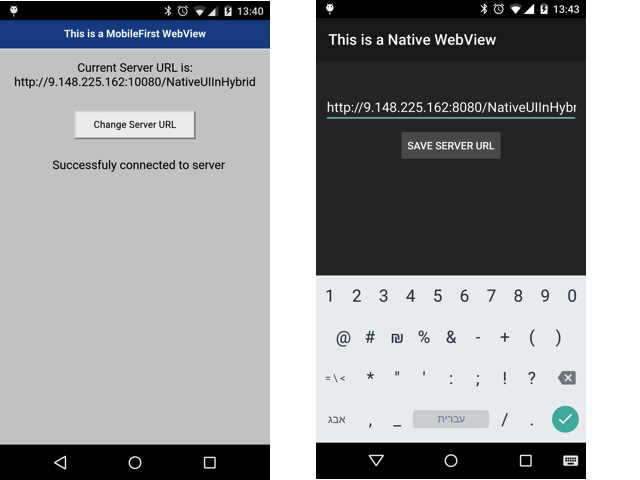 13:40
This is a MobileFirst WebView
Current Server URL is:
http://9.148.225.162:10080/NativeUIInHybrid
Change Server URL
Successfuly connected to server
13:43
This is a Native WebView
http://9.148.225.162:8080/NativeUIInHybr
SAVE SERVER URL
1 2 3 4 5 6 7 8 9 0
@ # ₪ % & - + ( )
= \ < * " ' : ; ! ?
אבג , _ עברית / .